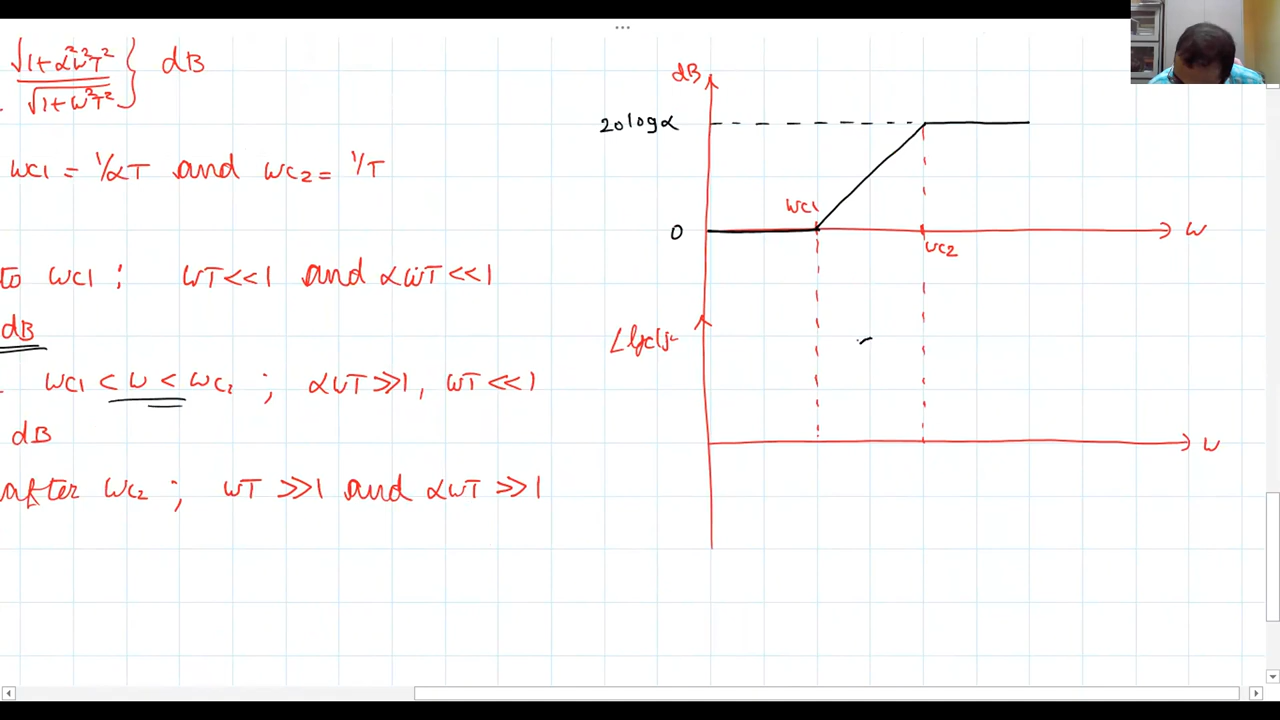 √1+α²ω²T² / √1+ω²T² } dB
ωc1 = 1/αT and ωc2 = 1/T
to ωc1 ; ωT<<1 and αωT<<1
dB
ωc1 < ω < ωc2 ; αωT >>1, ωT <<1
dB
after ωc2 ; ωT >>1 and αωT >>1
dB
20logα
ωc1
0
ω
ωc2
ω